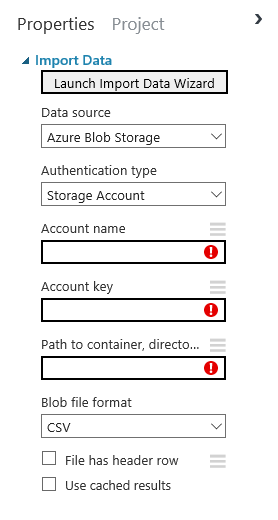 Properties Project
Import Data
Launch Import Data Wizard
Data source
Azure Blob Storage
Authentication type
Storage Account
Account name
Account key
Path to container, directo...
Blob file format
CSV
File has header row
Use cached results